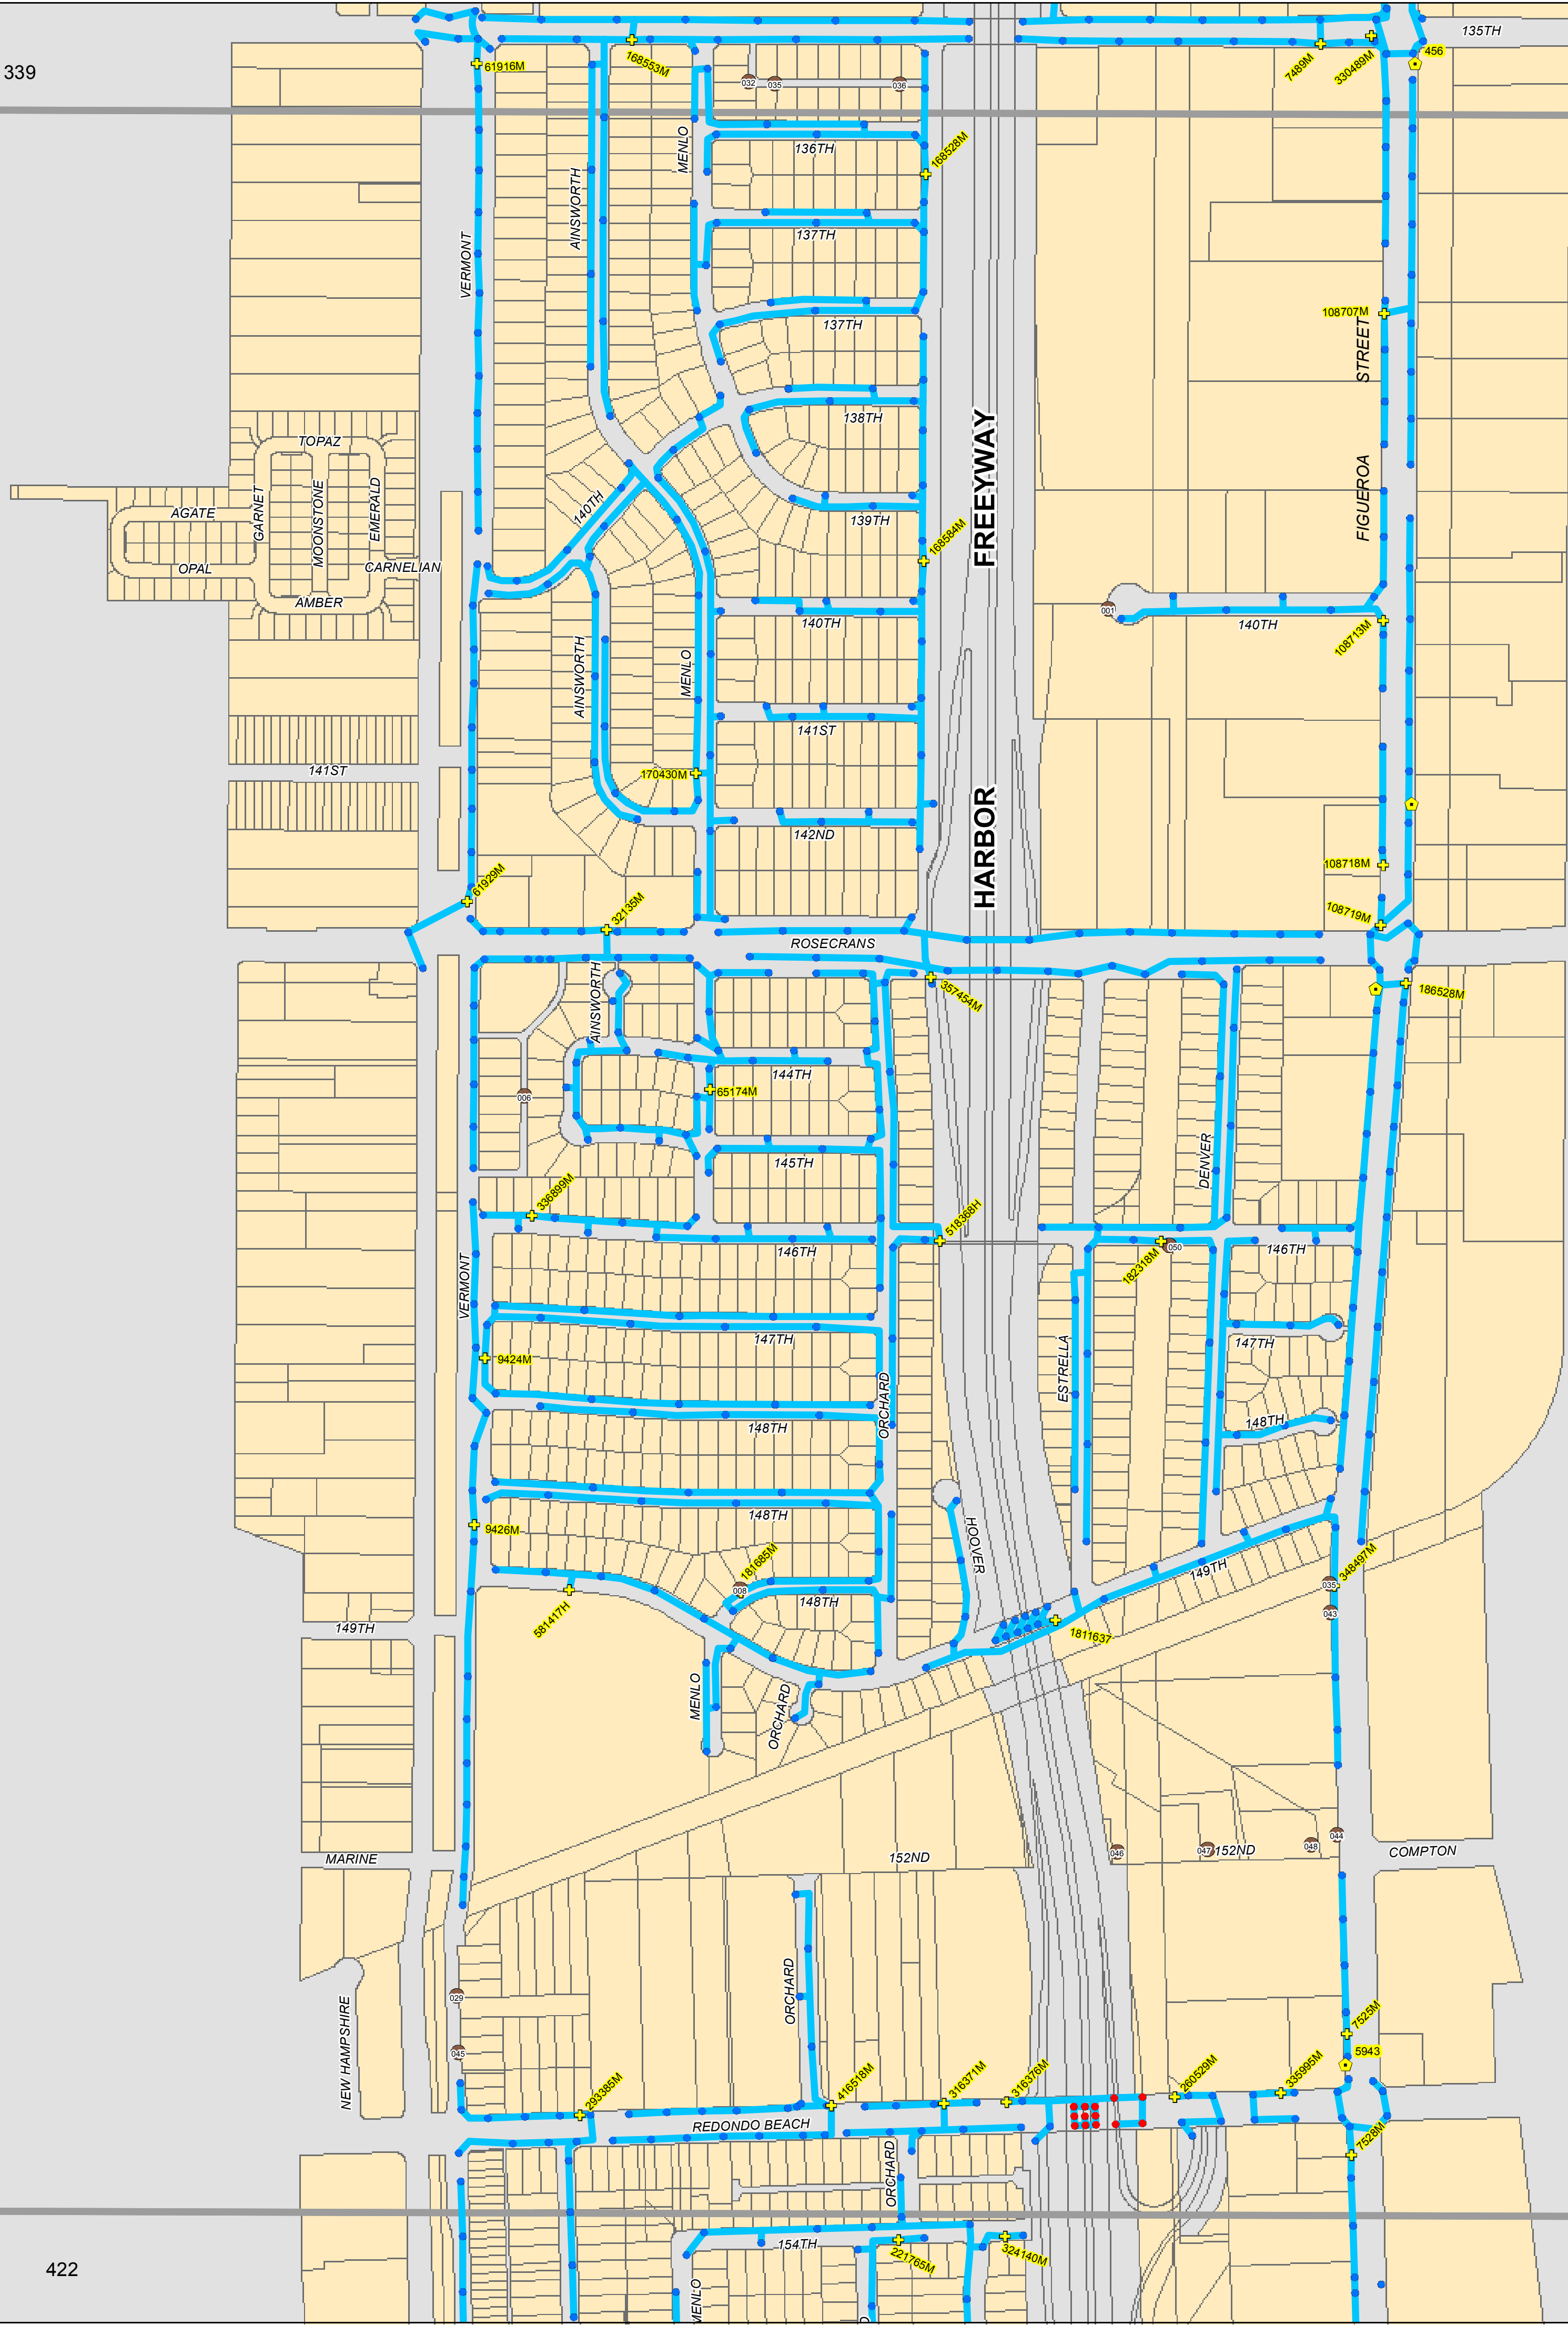 135TH
456
339
61916M
168553M
7489M
330489M
032
035
036
MENLO
136TH
168528M
AINSWORTH
VERMONT
137TH
108707M
137TH
STREET
138TH
FREEWAY
TOPAZ
GARNET
MOONSTONE
EMERALD
AGATE
140TH
139TH
168584M
FIGUEROA
OPAL
CARNELIAN
AMBER
001
140TH
140TH
108713M
AINSWORTH
MENLO
141ST
141ST
170430M
142ND
HARBOR
108718M
61929M
32135M
108719M
ROSECRANS
AINSWORTH
357454M
186528M
144TH
006
65174M
145TH
DENVER
336899M
518368H
146TH
050
146TH
182318M
VERMONT
147TH
147TH
9424M
ESTRELLA
ORCHARD
148TH
148TH
148TH
9426M
HOOVER
181685M
008
149TH
348497M
035
043
148TH
581417H
149TH
1811637
MENLO
ORCHARD
MARINE
152ND
046
047
152ND
048
044
COMPTON
ORCHARD
029
NEW HAMPSHIRE
045
7525M
5943
293385M
416518M
316371M
316376M
260529M
335995M
REDONDO BEACH
7528M
ORCHARD
154TH
221765M
324140M
422
MENLO